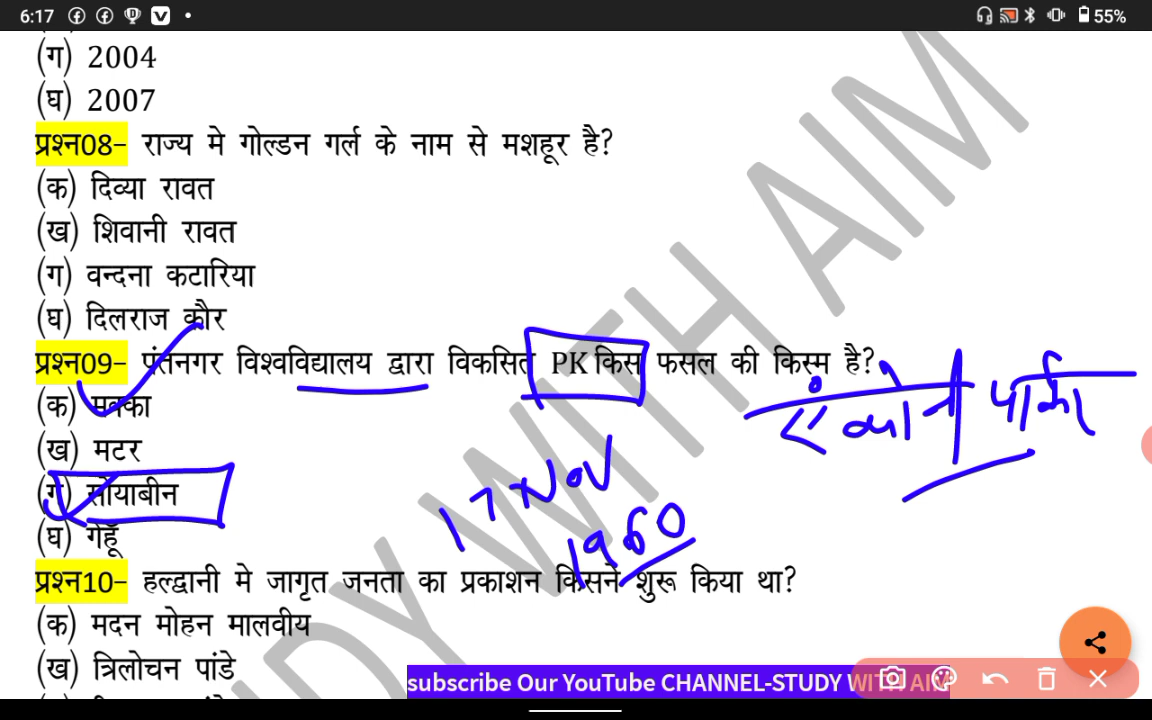 6:17 55%
(ग) 2004
(घ) 2007
प्रश्न08- राज्य मे गोल्डन गर्ल के नाम से मशहूर है?
(क) दिव्या रावत
(ख) शिवानी रावत
(ग) वन्दना कटारिया
(घ) दिलराज कौर
प्रश्न09- पंतनगर विश्वविद्यालय द्वारा विकसित PK किस फसल की किस्म है?
(क) मक्का
(ख) मटर
(ग) सोयाबीन
(घ) गेहूँ
17 Nov
1960
प्रश्न10- हल्द्वानी मे जागृत जनता का प्रकाशन किसने शुरू किया था?
(क) मदन मोहन मालवीय
(ख) त्रिलोचन पांडे
subscribe Our YouTube CHANNEL-STUDY WITH AIM
STUDY WITH AIM